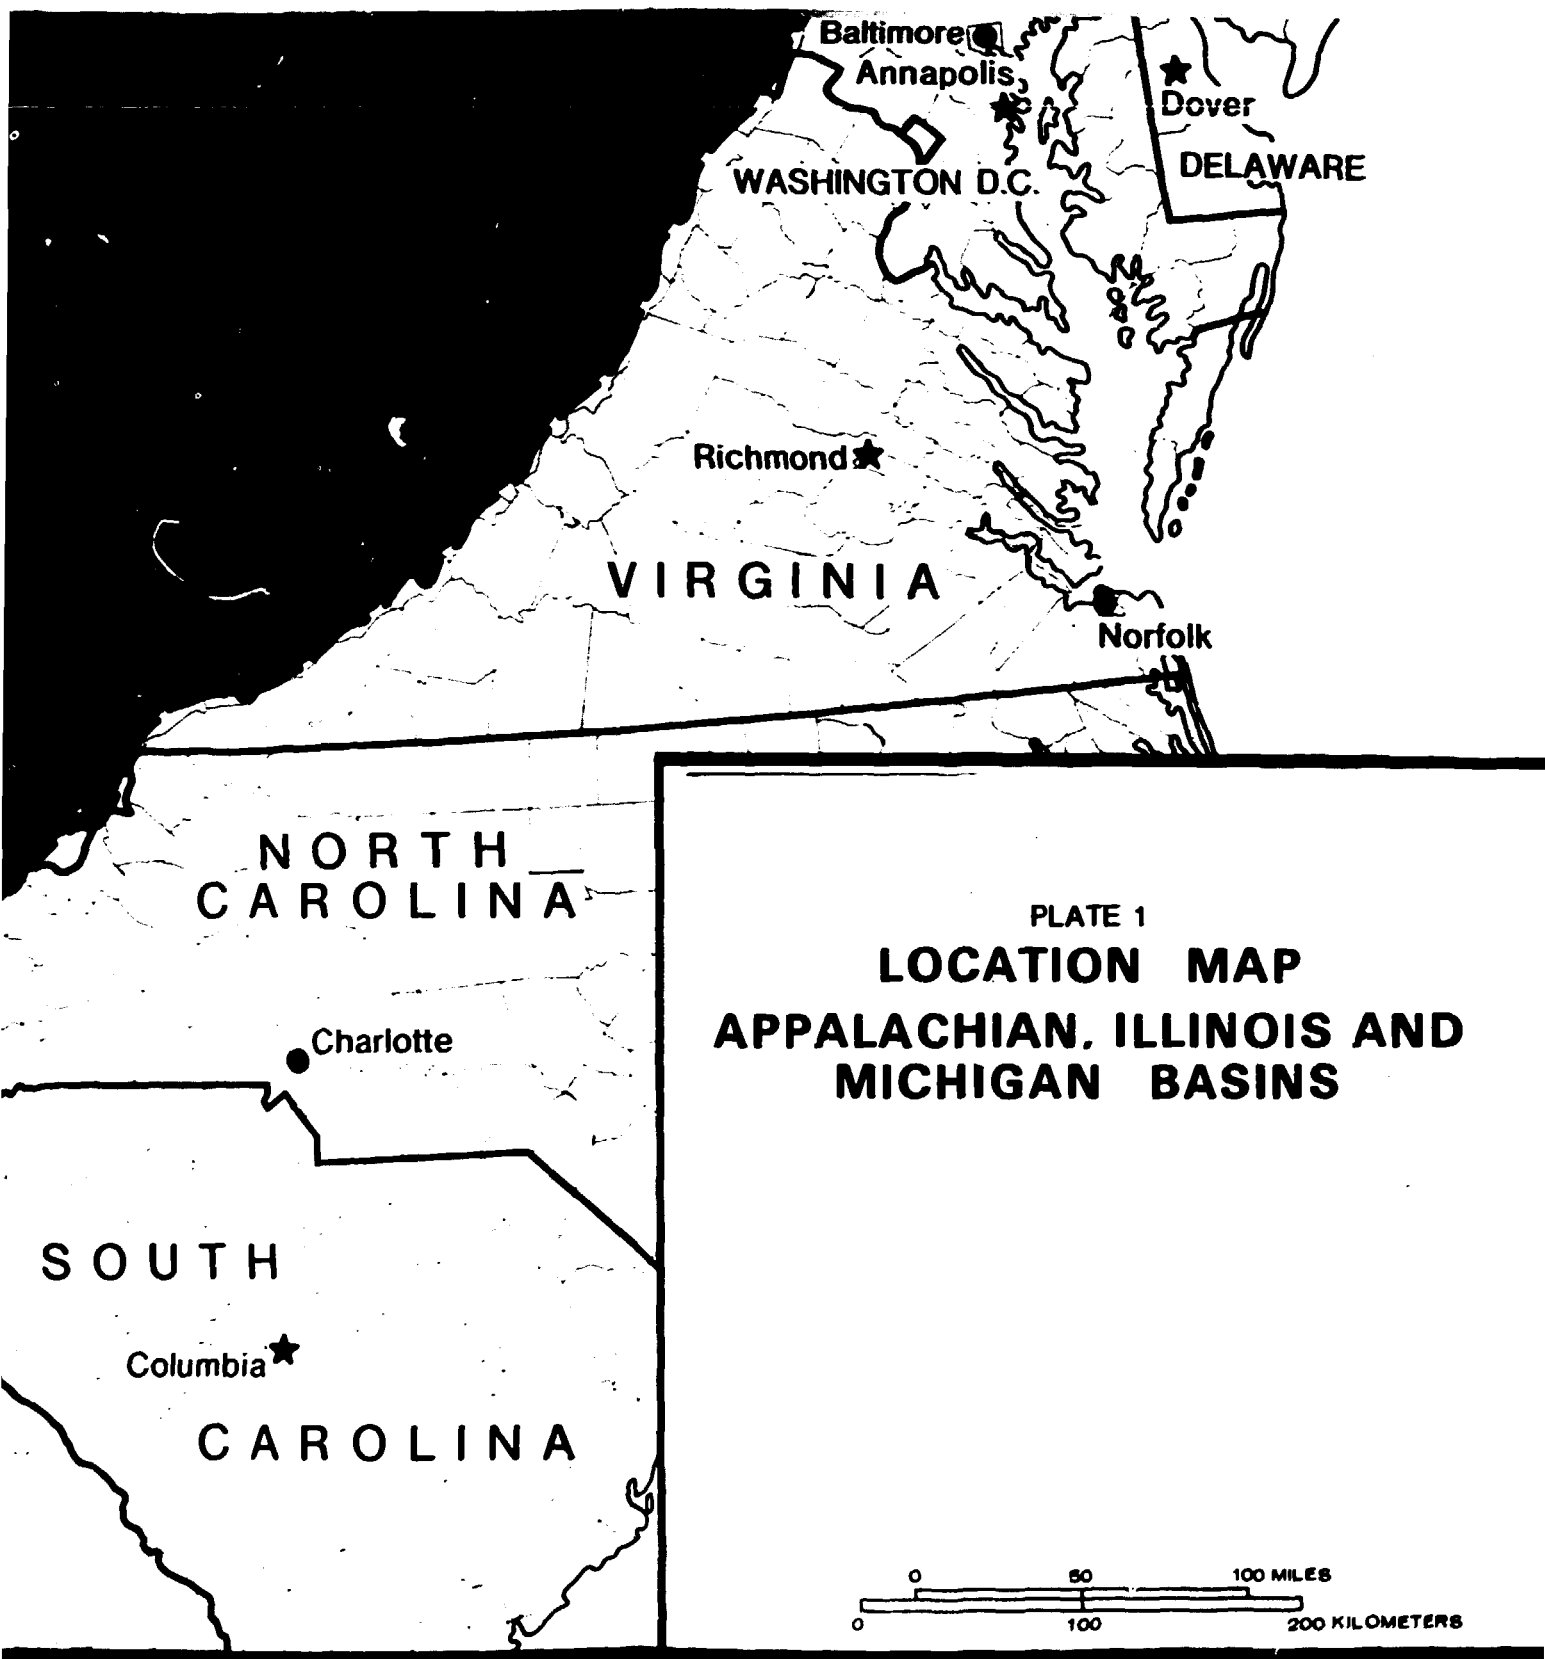 Baltimore
Annapolis
Dover
DELAWARE
WASHINGTON D.C.
Richmond
VIRGINIA
Norfolk
NORTH
CAROLINA
Charlotte
SOUTH
Columbia
CAROLINA
PLATE 1
LOCATION MAP
APPALACHIAN, ILLINOIS AND
MICHIGAN BASINS
0 50 100 MILES
0 100 200 KILOMETERS